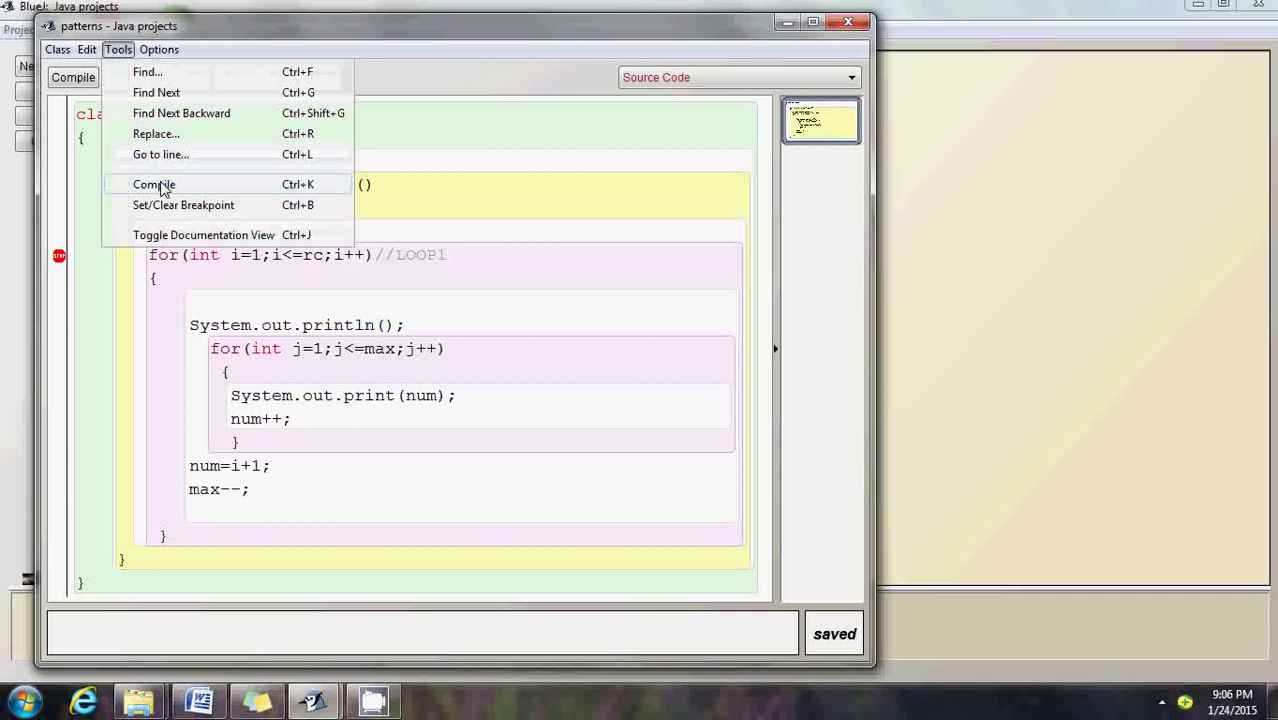 BlueJ: Java projects
patterns - Java projects
Proje
Class Edit Tools Options
Ne
Compile
Source Code
Find... Ctrl+F
Find Next Ctrl+G
Find Next Backward Ctrl+Shift+G
Replace... Ctrl+R
Go to line... Ctrl+L
Compile Ctrl+K
Set/Clear Breakpoint Ctrl+B
Toggle Documentation View Ctrl+J
cla
{
()
STOP
for(int i=1;i<=rc;i++)//LOOP1
{
System.out.println();
for(int j=1;j<=max;j++)
{
System.out.print(num);
num++;
}
num=i+1;
max--;
}
}
}
saved
9:06 PM
1/24/2015